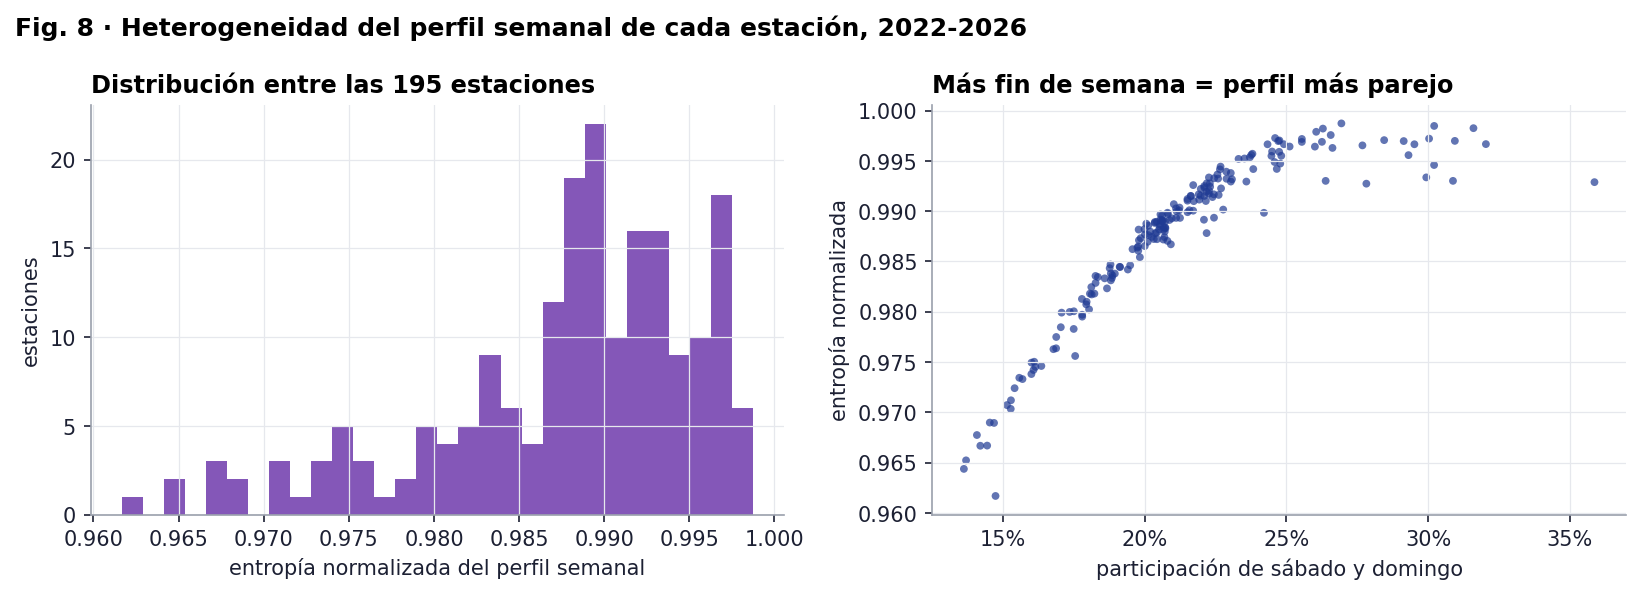 Fig. 8 · Heterogeneidad del perfil semanal de cada estación, 2022-2026
Distribución entre las 195 estaciones
20
15
10
5
0
estaciones
0.960 0.965 0.970 0.975 0.980 0.985 0.990 0.995 1.000
entropía normalizada del perfil semanal
Más fin de semana = perfil más parejo
1.000
0.995
0.990
0.985
0.980
0.975
0.970
0.965
0.960
entropía normalizada
15% 20% 25% 30% 35%
participación de sábado y domingo